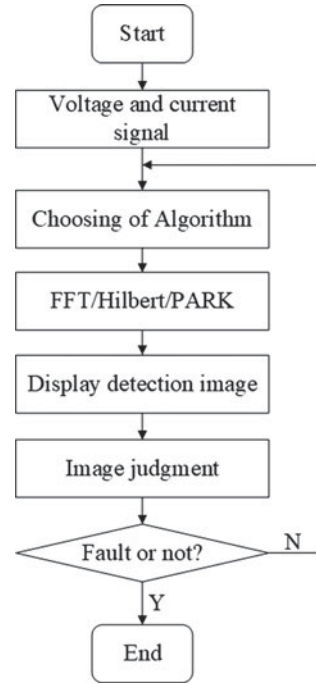 Start
Voltage and current
signal
Choosing of Algorithm
FFT/Hilbert/PARK
Display detection image
Image judgment
Fault or not?
N
Y
End